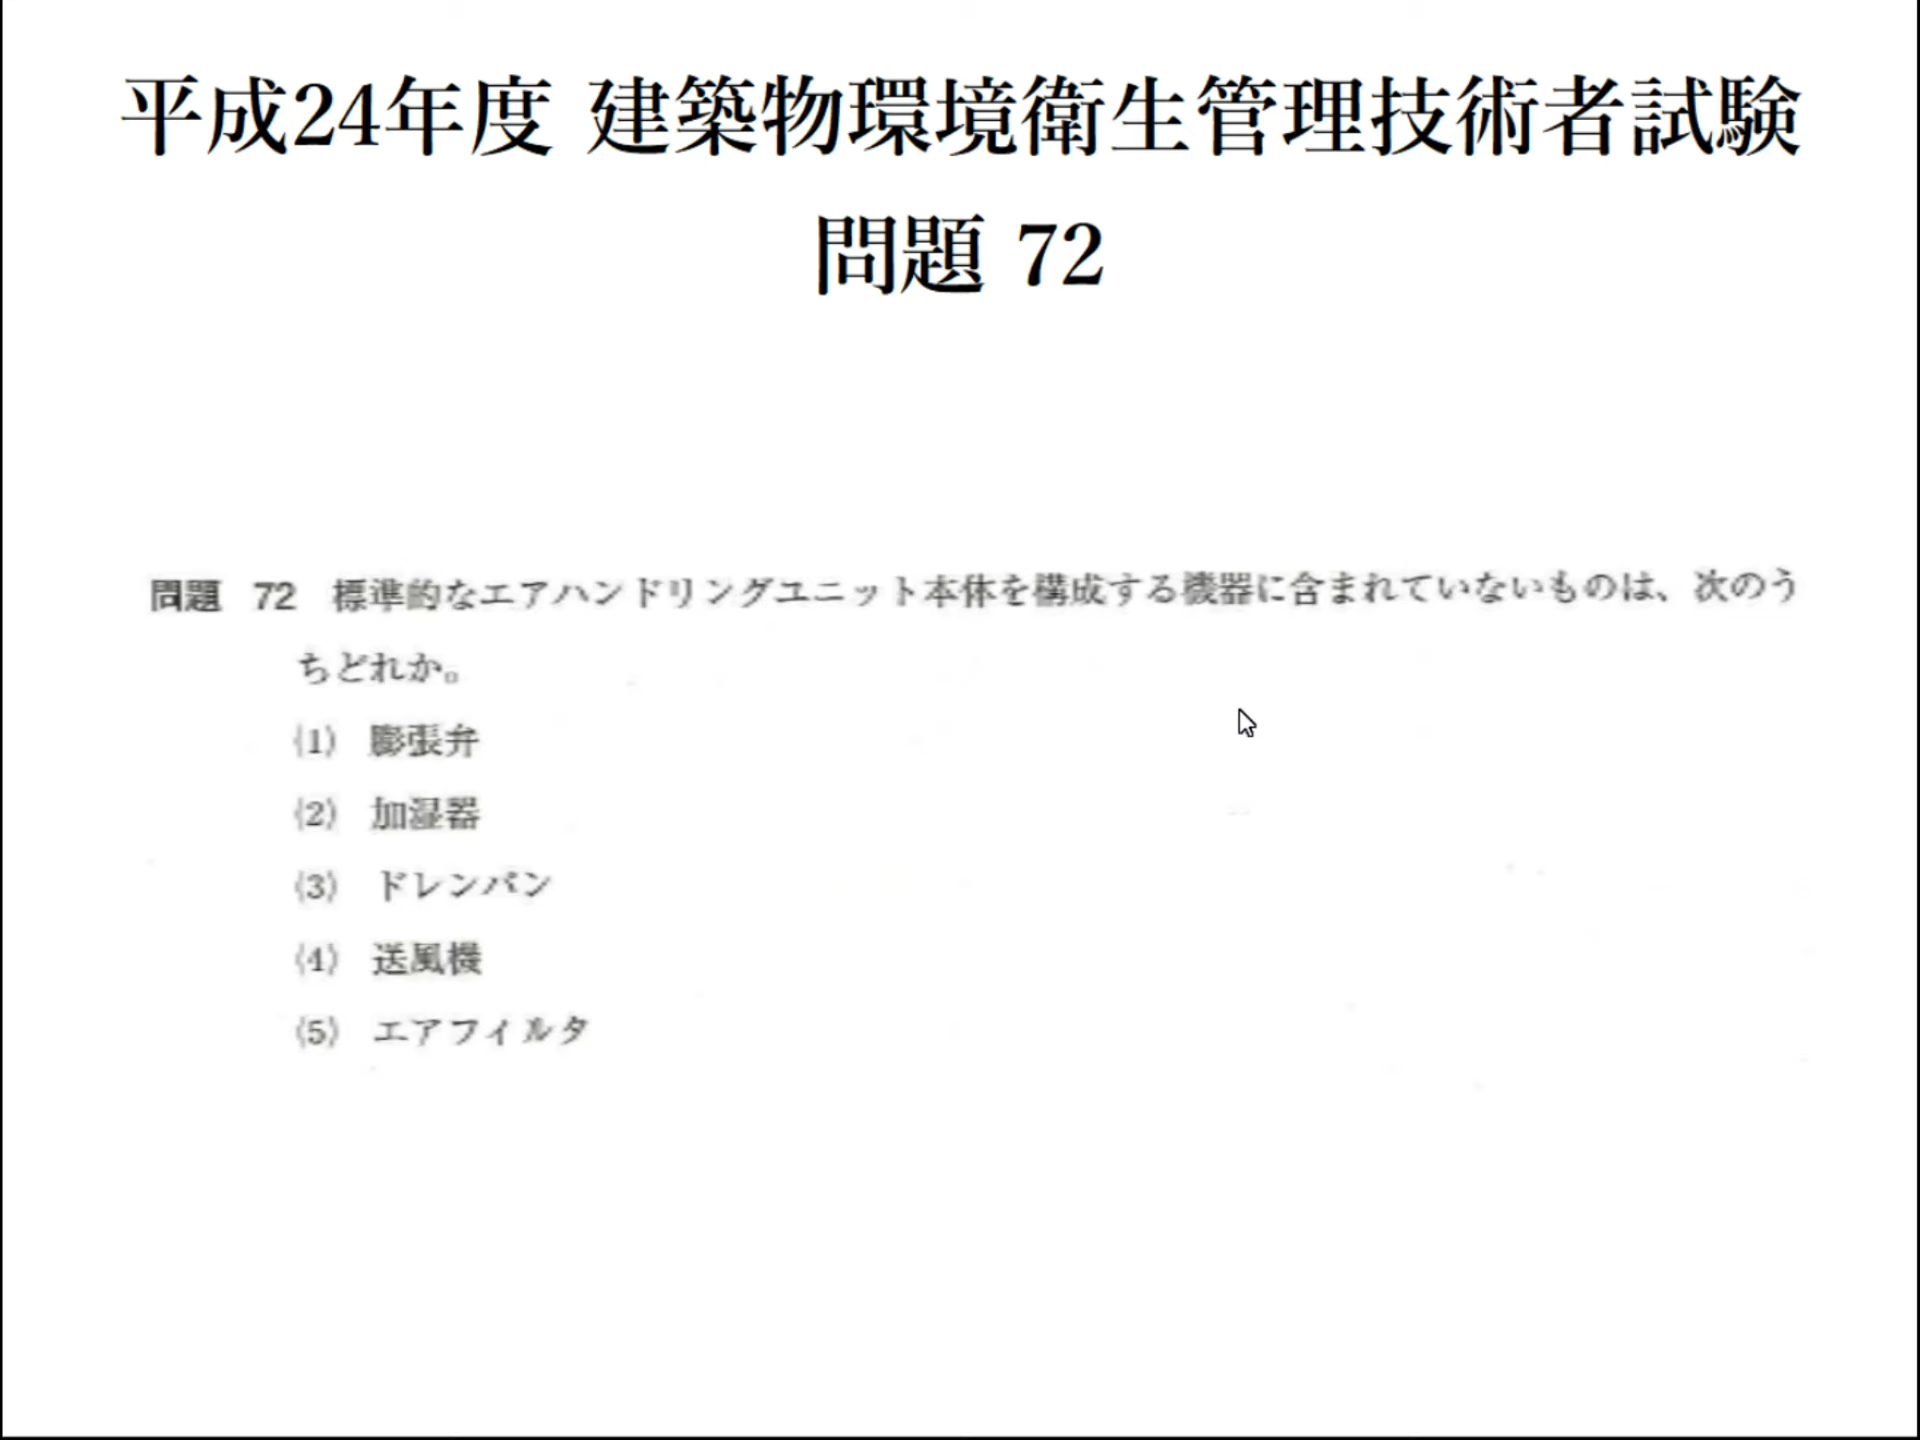 平成24年度 建築物環境衛生管理技術者試験
問題 72
問題 72 標準的なエアハンドリングユニット本体を構成する機器に含まれていないものは、次のう
ちどれか。
(1) 膨張弁
(2) 加湿器
(3) ドレンパン
(4) 送風機
(5) エアフィルタ